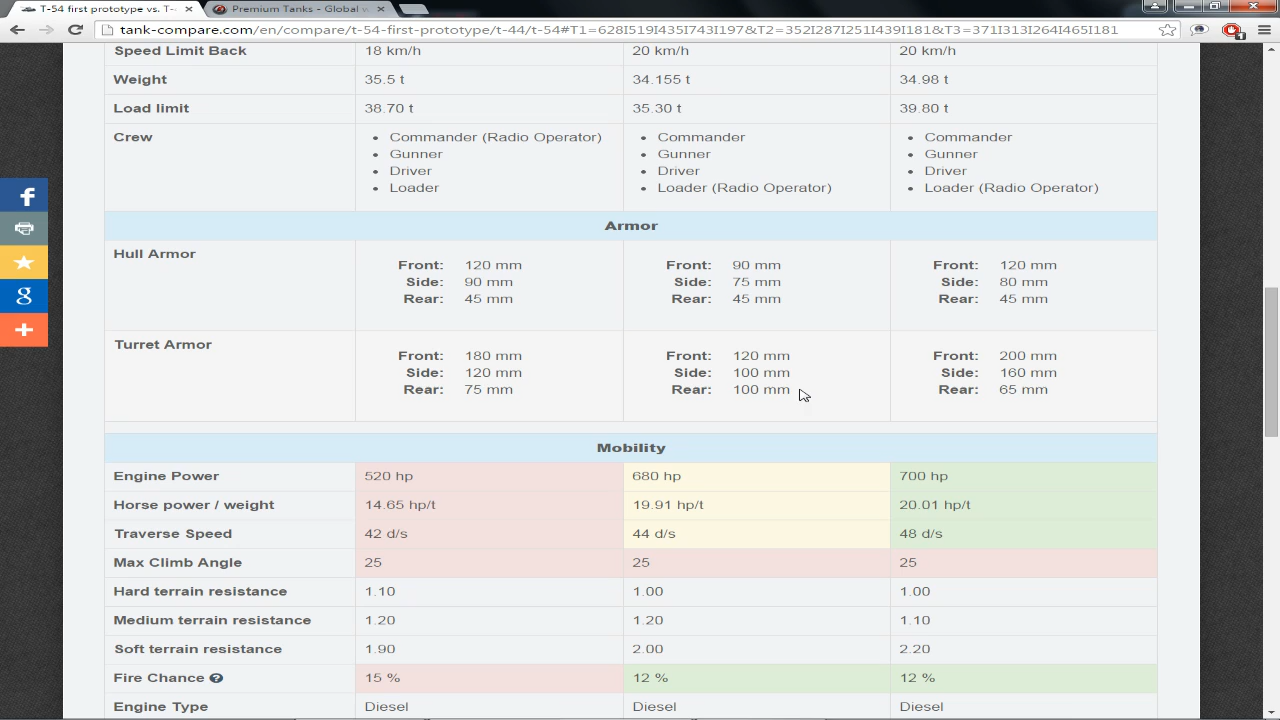 T-54 first prototype vs. T-
Premium Tanks - Global w
tank-compare.com/en/compare/t-54-first-prototype/t-44/t-54?T1=628I519I435I743I197&T2=352I287I251I439I181&T3=371I313I264I465I181
1
Speed Limit Back 18 km/h 20 km/h 20 km/h
Weight 35.5 t 34.155 t 34.98 t
Load limit 38.70 t 35.30 t 39.80 t
Crew • Commander (Radio Operator) • Commander • Commander
• Gunner • Gunner • Gunner
• Driver • Driver • Driver
• Loader • Loader (Radio Operator) • Loader (Radio Operator)
Armor
Hull Armor
Front: 120 mm Front: 90 mm Front: 120 mm
Side: 90 mm Side: 75 mm Side: 80 mm
Rear: 45 mm Rear: 45 mm Rear: 45 mm
Turret Armor
Front: 180 mm Front: 120 mm Front: 200 mm
Side: 120 mm Side: 100 mm Side: 160 mm
Rear: 75 mm Rear: 100 mm Rear: 65 mm
Mobility
Engine Power 520 hp 680 hp 700 hp
Horse power / weight 14.65 hp/t 19.91 hp/t 20.01 hp/t
Traverse Speed 42 d/s 44 d/s 48 d/s
Max Climb Angle 25 25 25
Hard terrain resistance 1.10 1.00 1.00
Medium terrain resistance 1.20 1.20 1.10
Soft terrain resistance 1.90 2.00 2.20
Fire Chance ? 15 % 12 % 12 %
Engine Type Diesel Diesel Diesel